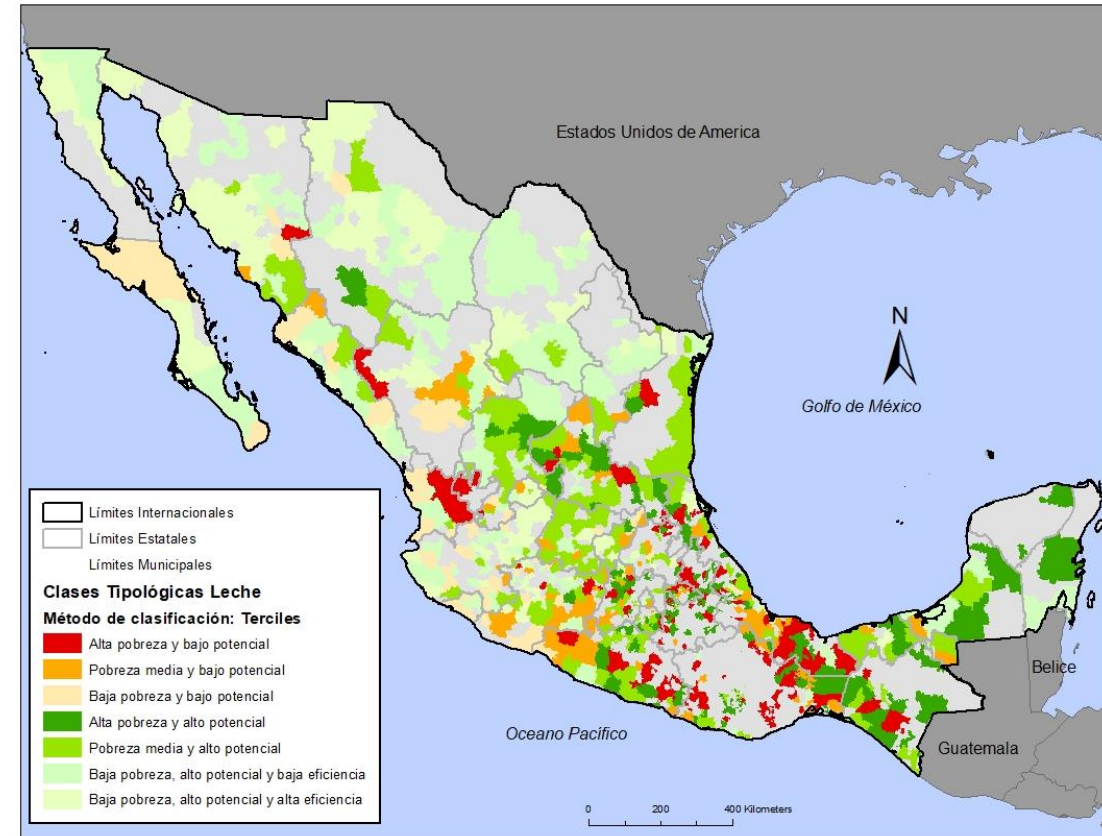 Estados Unidos de America
N
Golfo de México
Límites Internacionales
Límites Estatales
Límites Municipales
Clases Tipológicas Leche
Método de clasificación: Terciles
Alta pobreza y bajo potencial
Pobreza media y bajo potencial
Baja pobreza y bajo potencial
Alta pobreza y alto potencial
Pobreza media y alto potencial
Baja pobreza, alto potencial y baja eficiencia
Baja pobreza, alto potencial y alta eficiencia
Belice
Oceano Pacífico
Guatemala
0 200 400 Kilometers